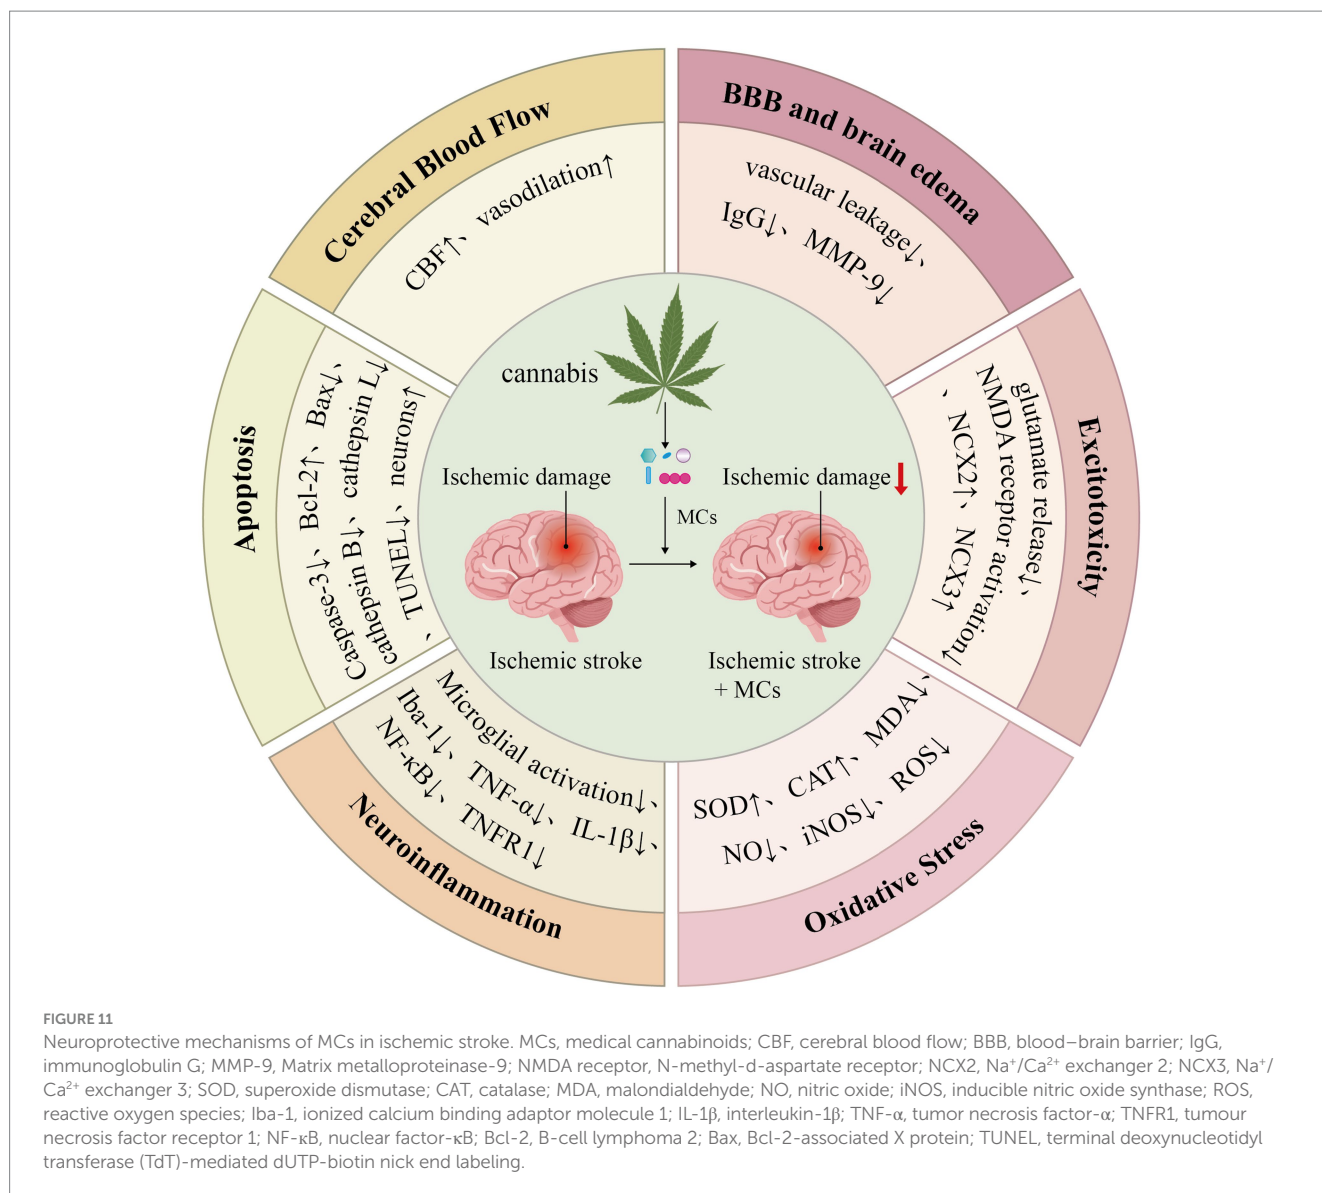 Cerebral Blood Flow
CBF↑、 vasodilation↑
BBB and brain edema
vascular leakage↓、
IgG↓、 MMP-9↓
Excitotoxicity
glutamate release↓、
NMDA receptor activation↓
、 NCX2↑、 NCX3↑
Oxidative Stress
SOD↑、 CAT↑、 MDA↓、
NO↓、 iNOS↓、 ROS↓
Neuroinflammation
Microglial activation↓、
Iba-1↓、 TNF-α↓、 IL-1β↓、
NF-κB↓、 TNFR1↓
Apoptosis
Caspase-3↓、 Bcl-2↑、 Bax↓、
cathepsin B↓、 cathepsin L↓
、 TUNEL↓、 neurons↑
cannabis
Ischemic damage
Ischemic damage
MCs
Ischemic stroke
Ischemic stroke
+ MCs
FIGURE 11
Neuroprotective mechanisms of MCs in ischemic stroke. MCs, medical cannabinoids; CBF, cerebral blood flow; BBB, blood–brain barrier; IgG,
immunoglobulin G; MMP-9, Matrix metalloproteinase-9; NMDA receptor, N-methyl-d-aspartate receptor; NCX2, Na⁺/Ca²⁺ exchanger 2; NCX3, Na⁺/
Ca²⁺ exchanger 3; SOD, superoxide dismutase; CAT, catalase; MDA, malondialdehyde; NO, nitric oxide; iNOS, inducible nitric oxide synthase; ROS,
reactive oxygen species; Iba-1, ionized calcium binding adaptor molecule 1; IL-1β, interleukin-1β; TNF-α, tumor necrosis factor-α; TNFR1, tumour
necrosis factor receptor 1; NF-κB, nuclear factor-κB; Bcl-2, B-cell lymphoma 2; Bax, Bcl-2-associated X protein; TUNEL, terminal deoxynucleotidyl
transferase (TdT)-mediated dUTP-biotin nick end labeling.